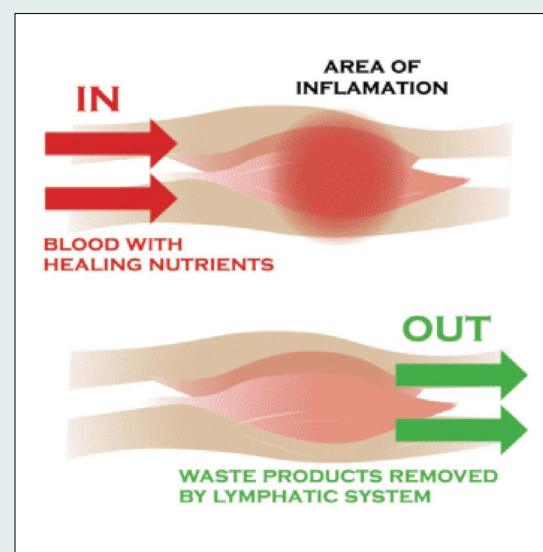 AREA OF
INFLAMATION
IN
BLOOD WITH
HEALING NUTRIENTS
OUT
WASTE PRODUCTS REMOVED
BY LYMPHATIC SYSTEM